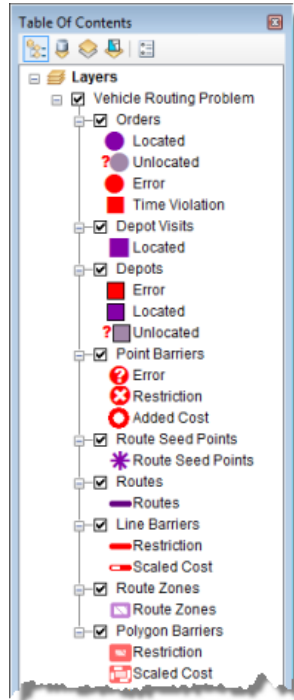 Table Of Contents
Layers
Vehicle Routing Problem
Orders
Located
?Unlocated
Error
Time Violation
Depot Visits
Located
Depots
Error
Located
?Unlocated
Point Barriers
?Error
Restriction
Added Cost
Route Seed Points
Route Seed Points
Routes
Routes
Line Barriers
Restriction
Scaled Cost
Route Zones
Route Zones
Polygon Barriers
Restriction
Scaled Cost